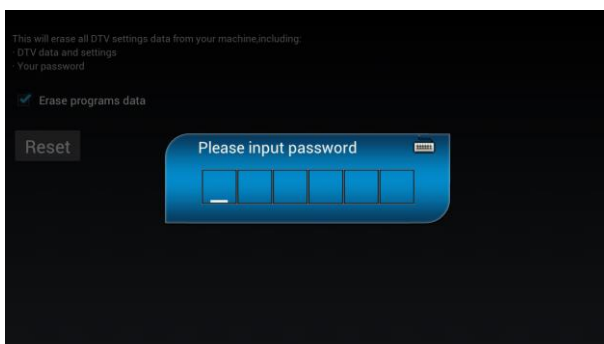 This will erase all DTV settings data from your machine,including:
· DTV data and settings
· Your password
Erase programs data
Reset
Please input password